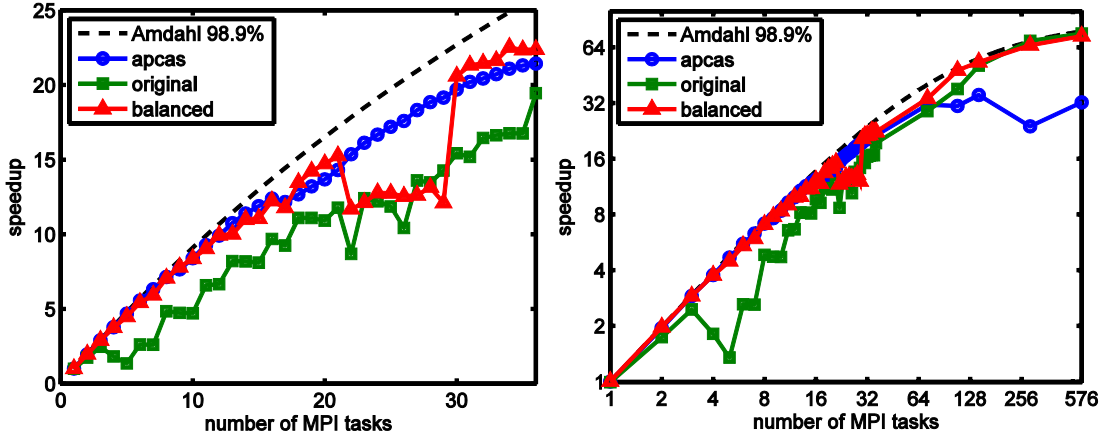 25
20
15
10
5
0
speedup
Amdahl 98.9%
apcas
original
balanced
0 10 20 30
number of MPI tasks
64
32
16
8
4
2
1
speedup
Amdahl 98.9%
apcas
original
balanced
1 2 4 8 16 32 64 128 256 576
number of MPI tasks